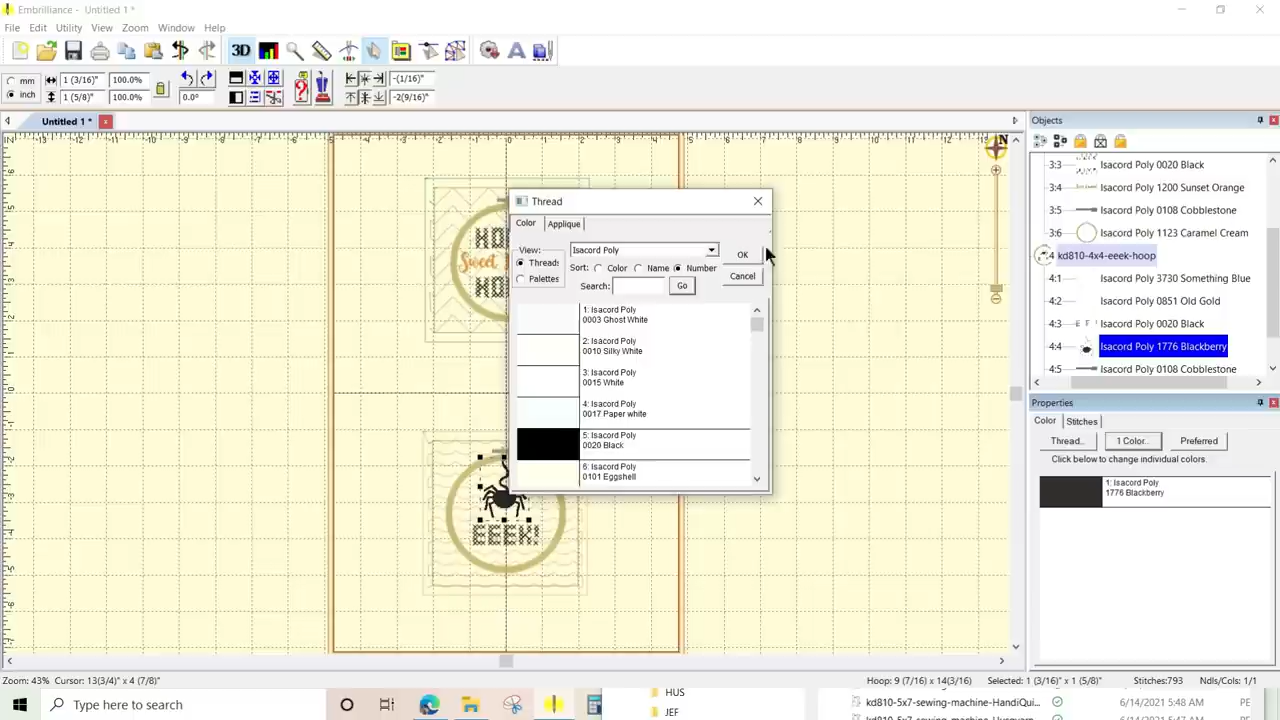 Embrilliance - Untitled 1 *
File Edit Utility View Zoom Window Help
3D
mm 1 (3/16)" 100.0%
inch 1 (5/8)" 100.0% 0.0°
-(1/16)"
-2(9/16)"
Untitled 1 *
Objects
3:3 Isacord Poly 0020 Black
3:4 Isacord Poly 1200 Sunset Orange
3:5 Isacord Poly 0108 Cobblestone
3:6 Isacord Poly 1123 Caramel Cream
4 kd810-4x4-eeek-hoop
4:1 Isacord Poly 3730 Something Blue
4:2 Isacord Poly 0851 Old Gold
4:3 Isacord Poly 0020 Black
4:4 Isacord Poly 1776 Blackberry
4:5 Isacord Poly 0108 Cobblestone
Thread
Color Applique
View:
Threads
Palettes
Isacord Poly
OK
Sort: Color Name Number
Cancel
Search: Go
1: Isacord Poly
0003 Ghost White
2: Isacord Poly
0010 Silky White
3: Isacord Poly
0015 White
4: Isacord Poly
0017 Paper white
5: Isacord Poly
0020 Black
6: Isacord Poly
0101 Eggshell
Sweet
EEEK!
Properties
Color Stitches
Thread... 1 Color... Preferred
Click below to change individual colors.
1: Isacord Poly
1776 Blackberry
Zoom: 43% Cursor: 13(3/4)" x 4 (7/8)"
Hoop: 9 (7/16) x 14(3/16) Selected: 1 (3/16)" x 1 (5/8)" Stitches:793 Ndls/Cols: 1/1
Type here to search
HUS
JEF
kd810-5x7-sewing-machine-HandiQui... 6/14/2021 5:48 AM PE
6/14/2021 5:47 AM